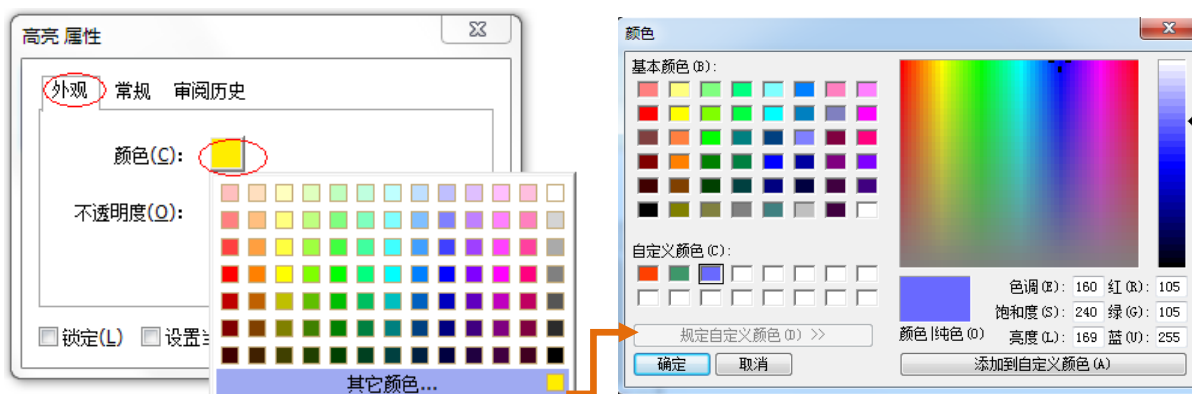 高亮 属性
外观 常规 审阅历史
颜色(C):
不透明度(O):
锁定(L) 设置
其它颜色...
颜色
基本颜色(B):
自定义颜色(C):
规定自定义颜色(D) >>
确定 取消
颜色|纯色(O)
色调(E): 160 红(R): 105
饱和度(S): 240 绿(G): 105
亮度(L): 169 蓝(U): 255
添加到自定义颜色(A)